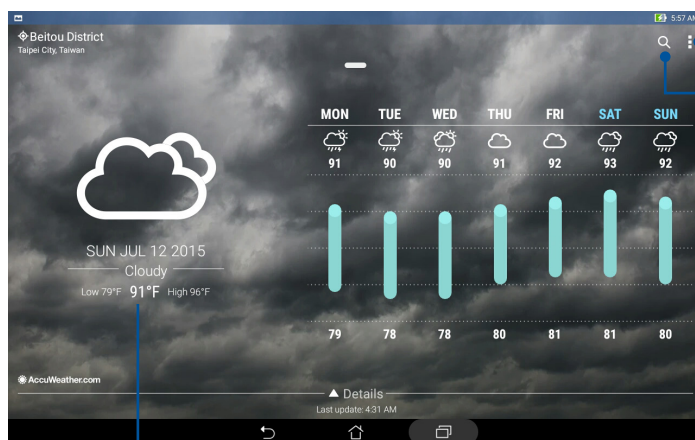 5:57 AM
Beitou District
Taipei City, Taiwan
MON TUE WED THU FRI SAT SUN
91 90 90 91 92 93 92
SUN JUL 12 2015
Cloudy
Low 79°F 91°F High 96°F
79 78 78 80 81 81 80
AccuWeather.com
Details
Last update: 4:31 AM